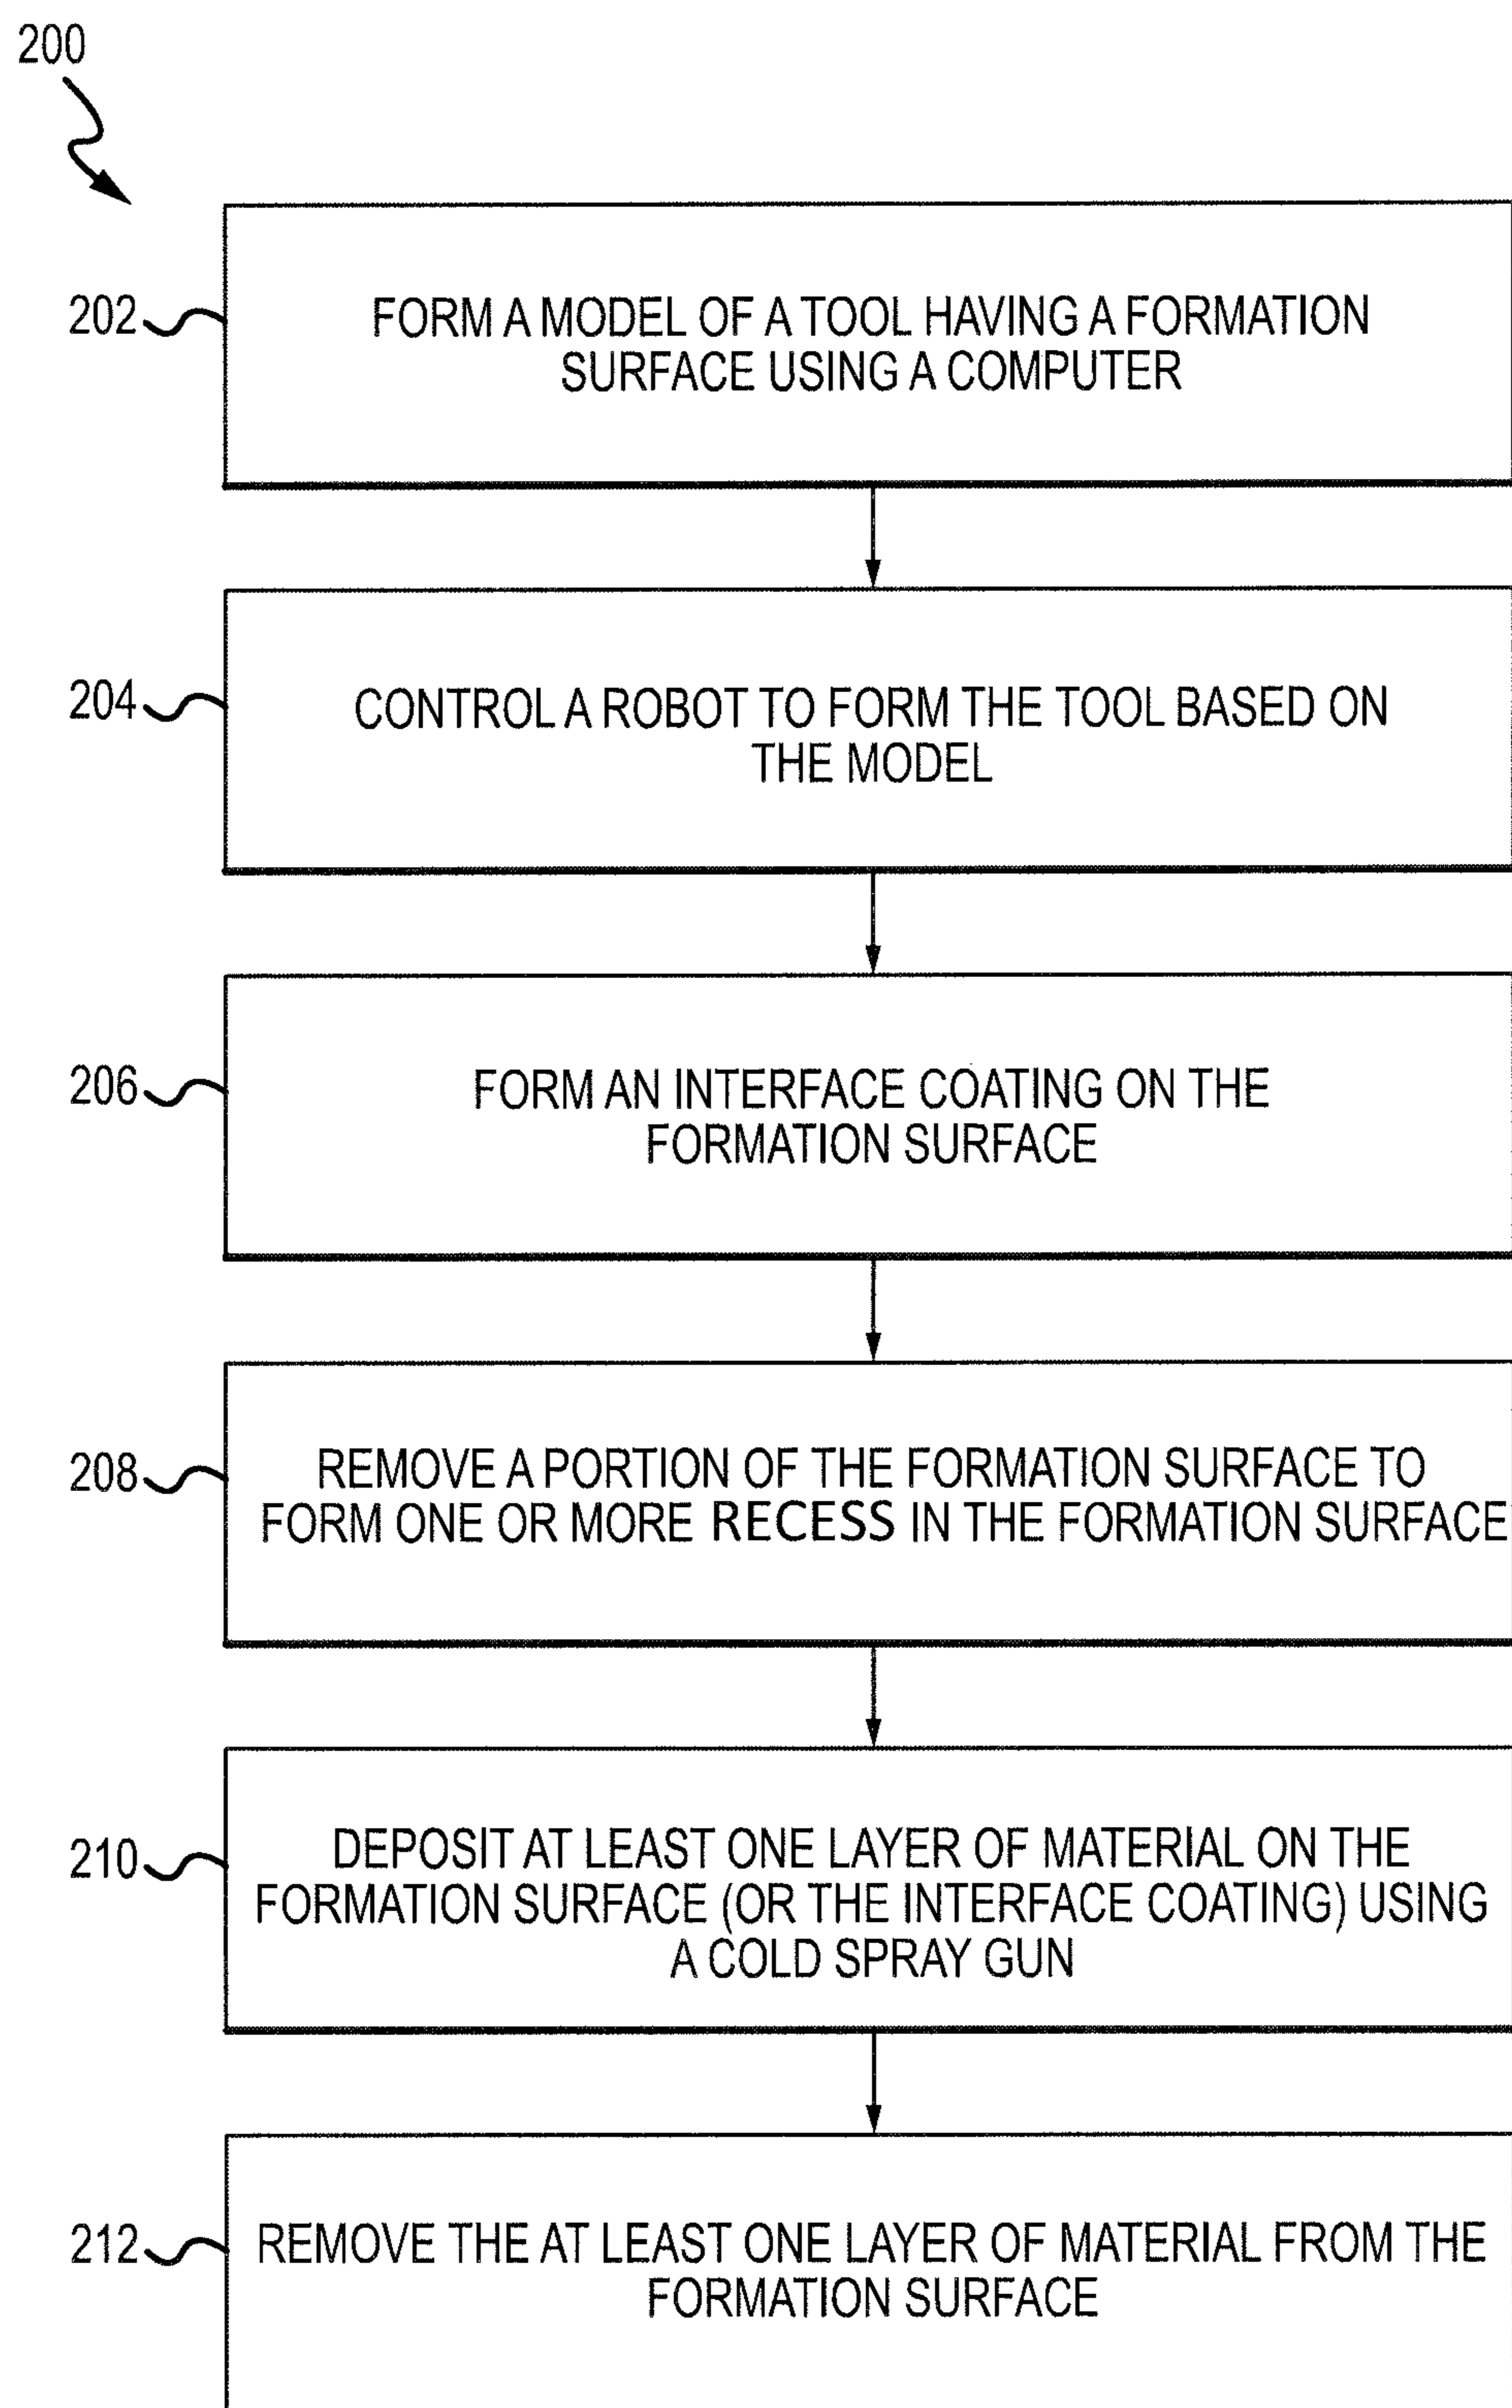 200
202
FORM A MODEL OF A TOOL HAVING A FORMATION
SURFACE USING A COMPUTER
204
CONTROL A ROBOT TO FORM THE TOOL BASED ON
THE MODEL
206
FORM AN INTERFACE COATING ON THE
FORMATION SURFACE
208
REMOVE A PORTION OF THE FORMATION SURFACE TO
FORM ONE OR MORE RECESS IN THE FORMATION SURFACE
210
DEPOSIT AT LEAST ONE LAYER OF MATERIAL ON THE
FORMATION SURFACE (OR THE INTERFACE COATING) USING
A COLD SPRAY GUN
212
REMOVE THE AT LEAST ONE LAYER OF MATERIAL FROM THE
FORMATION SURFACE